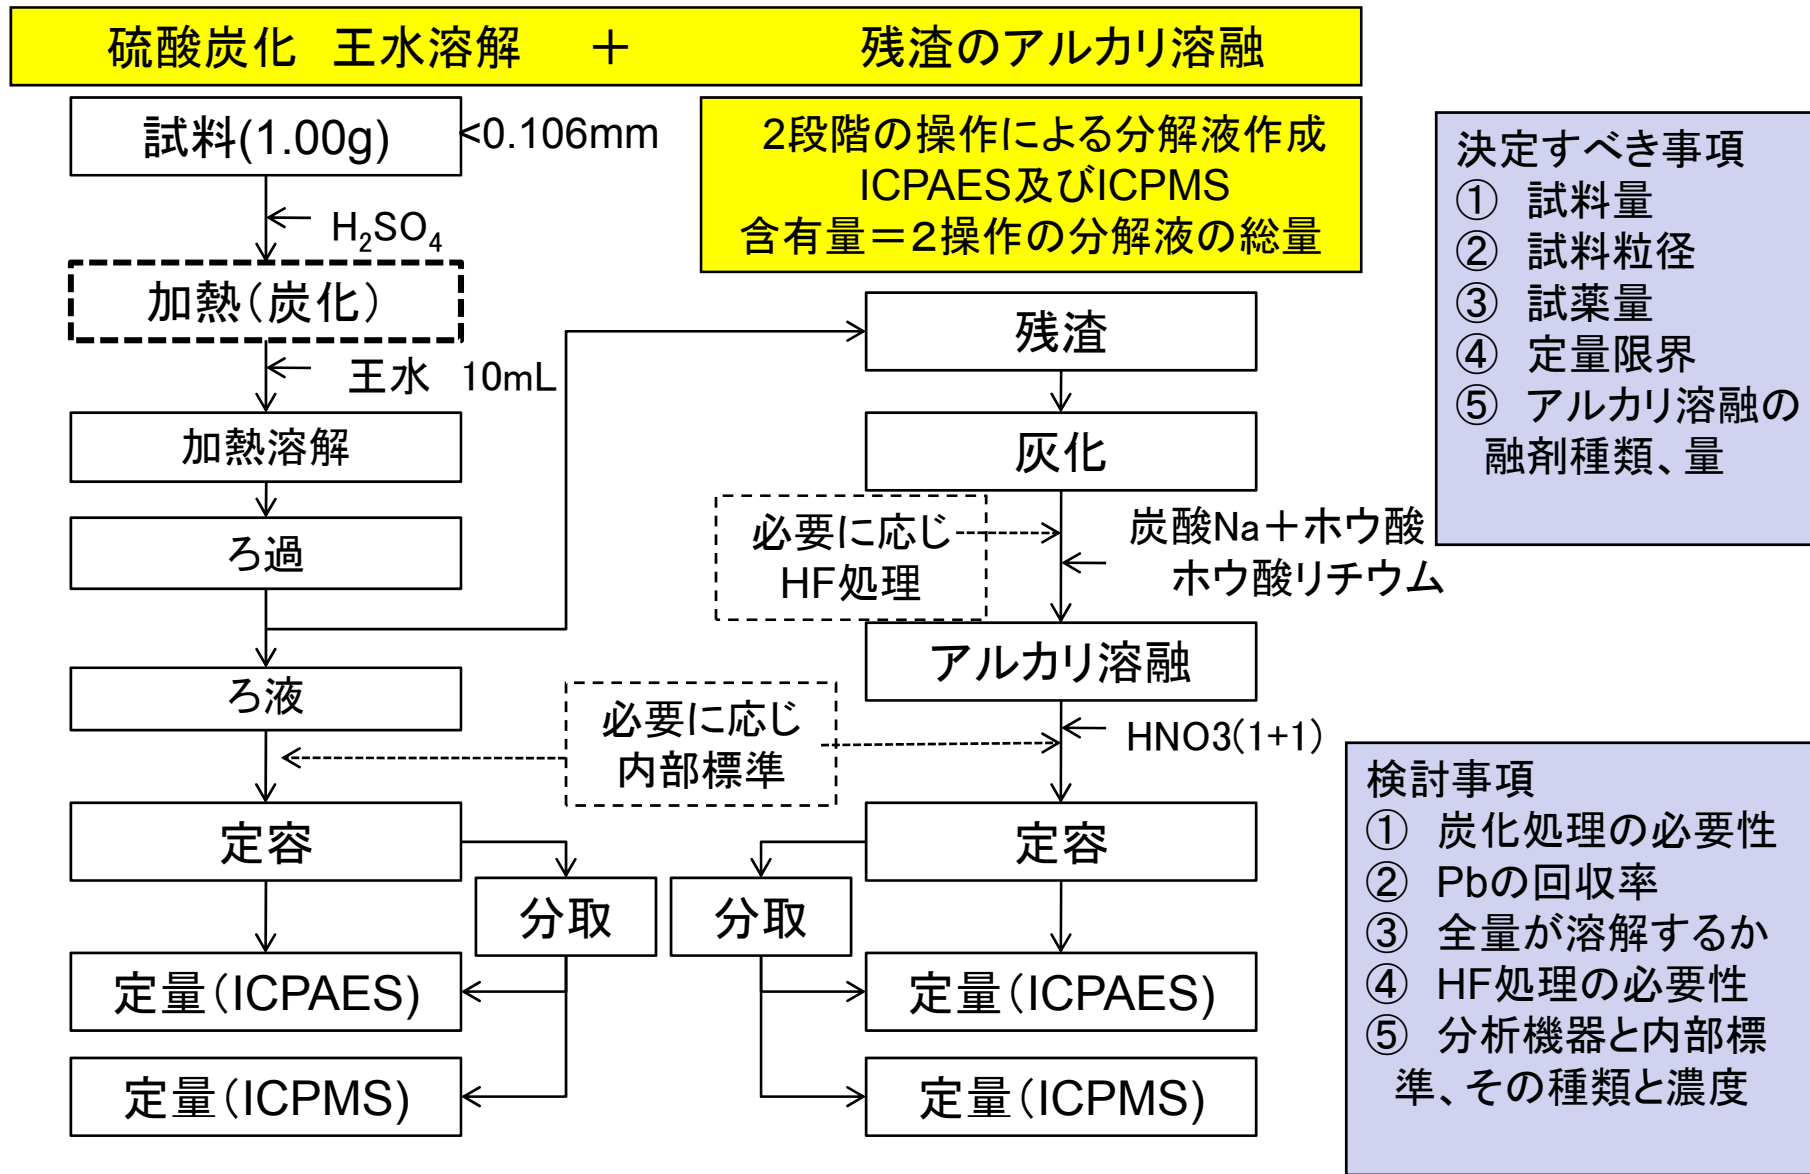 硫酸炭化　王水溶解　＋　残渣のアルカリ溶融
試料(1.00g)
<0.106mm
H₂SO₄
加熱（炭化）
王水　10mL
加熱溶解
ろ過
ろ液
定容
分取
定量（ICPAES）
定量（ICPMS）
2段階の操作による分解液作成
ICPAES及びICPMS
含有量＝2操作の分解液の総量
残渣
灰化
必要に応じ
HF処理
炭酸Na＋ホウ酸
ホウ酸リチウム
アルカリ溶融
必要に応じ
内部標準
HNO3(1+1)
定容
分取
定量（ICPAES）
定量（ICPMS）
決定すべき事項
①　試料量
②　試料粒径
③　試薬量
④　定量限界
⑤　アルカリ溶融の
融剤種類、量
検討事項
①　炭化処理の必要性
②　Pbの回収率
③　全量が溶解するか
④　HF処理の必要性
⑤　分析機器と内部標
準、その種類と濃度